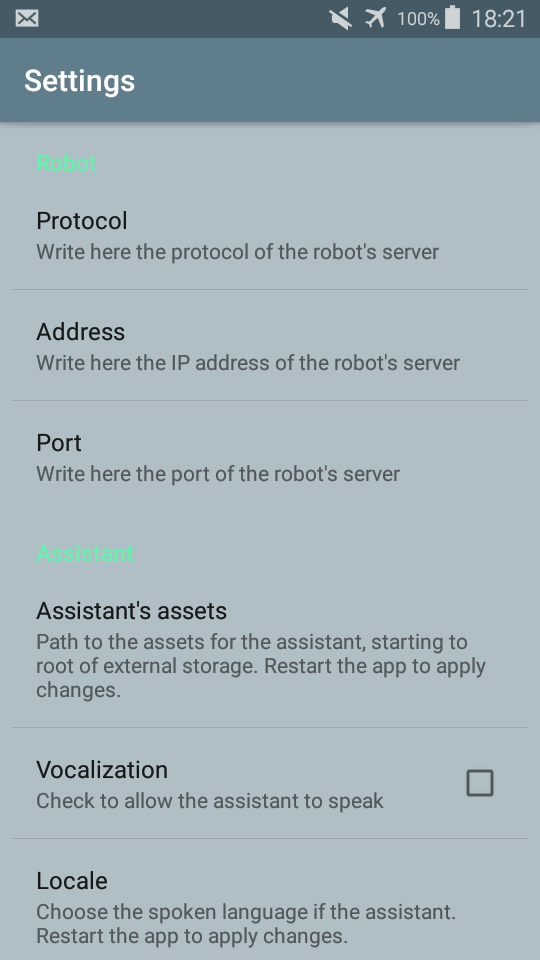 100% 18:21
Settings
Robot
Protocol
Write here the protocol of the robot's server
Address
Write here the IP address of the robot's server
Port
Write here the port of the robot's server
Assistant
Assistant's assets
Path to the assets for the assistant, starting to
root of external storage. Restart the app to apply
changes.
Vocalization
Check to allow the assistant to speak
Locale
Choose the spoken language if the assistant.
Restart the app to apply changes.